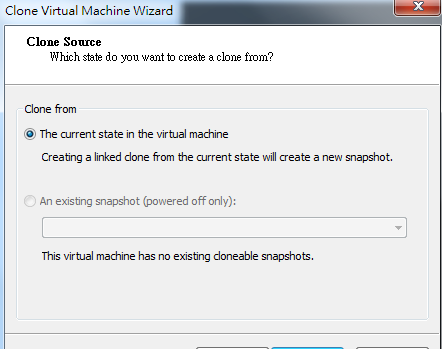 Clone Virtual Machine Wizard
Clone Source
Which state do you want to create a clone from?
Clone from
The current state in the virtual machine
Creating a linked clone from the current state will create a new snapshot.
An existing snapshot (powered off only):
This virtual machine has no existing cloneable snapshots.